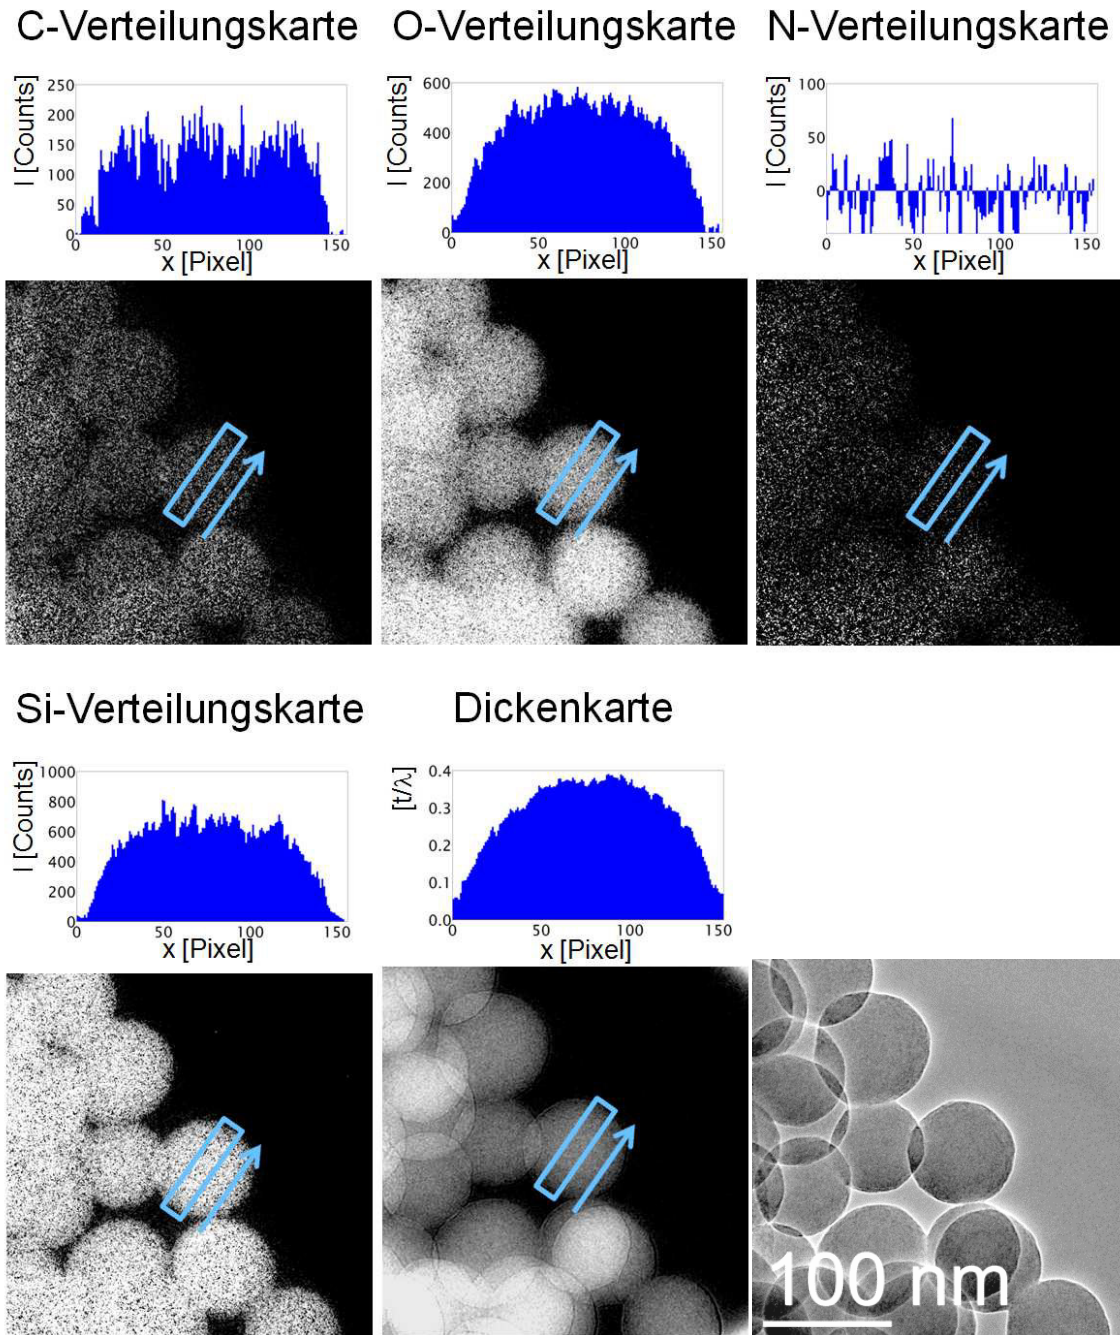 C-Verteilungskarte
O-Verteilungskarte
N-Verteilungskarte
I [Counts]
250
200
150
100
50
0
0
50
100
150
x [Pixel]
I [Counts]
600
400
200
0
0
50
100
150
x [Pixel]
I [Counts]
100
50
0
0
50
100
150
x [Pixel]
Si-Verteilungskarte
Dickenkarte
I [Counts]
1000
800
600
400
200
0
0
50
100
150
x [Pixel]
[t/λ]
0.4
0.3
0.2
0.1
0.0
0
50
100
150
x [Pixel]
100 nm